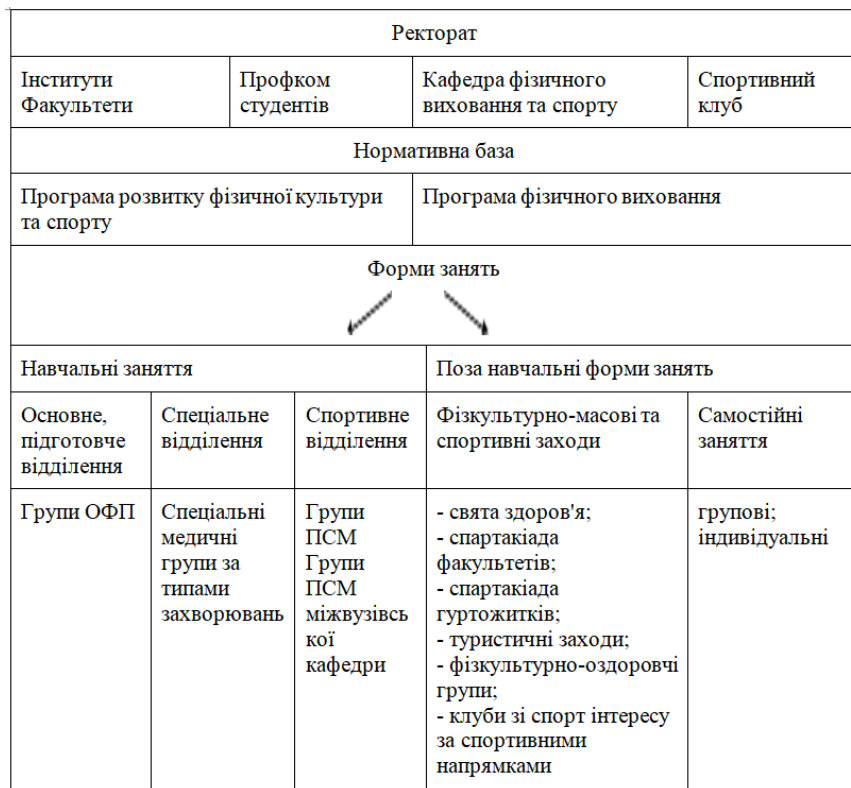 Ректорат
Інститути
Факультети
Профком
студентів
Кафедра фізичного
виховання та спорту
Спортивний
клуб
Нормативна база
Програма розвитку фізичної культури
та спорту
Програма фізичного виховання
Форми занять
Навчальні заняття
Поза навчальні форми занять
Основне,
підготовче
відділення
Спеціальне
відділення
Спортивне
відділення
Фізкультурно-масові та
спортивні заходи
Самостійні
заняття
Групи ОФП
Спеціальні
медичні
групи за
типами
захворювань
Групи
ПСМ
Групи
ПСМ
міжвузівсь
кої
кафедри
- свята здоров'я;
- спартакіада
факультетів;
- спартакіада
гуртожитків;
- туристичні заходи;
- фізкультурно-оздоровчі
групи;
- клуби зі спорт інтересу
за спортивними
напрямками
групові;
індивідуальні